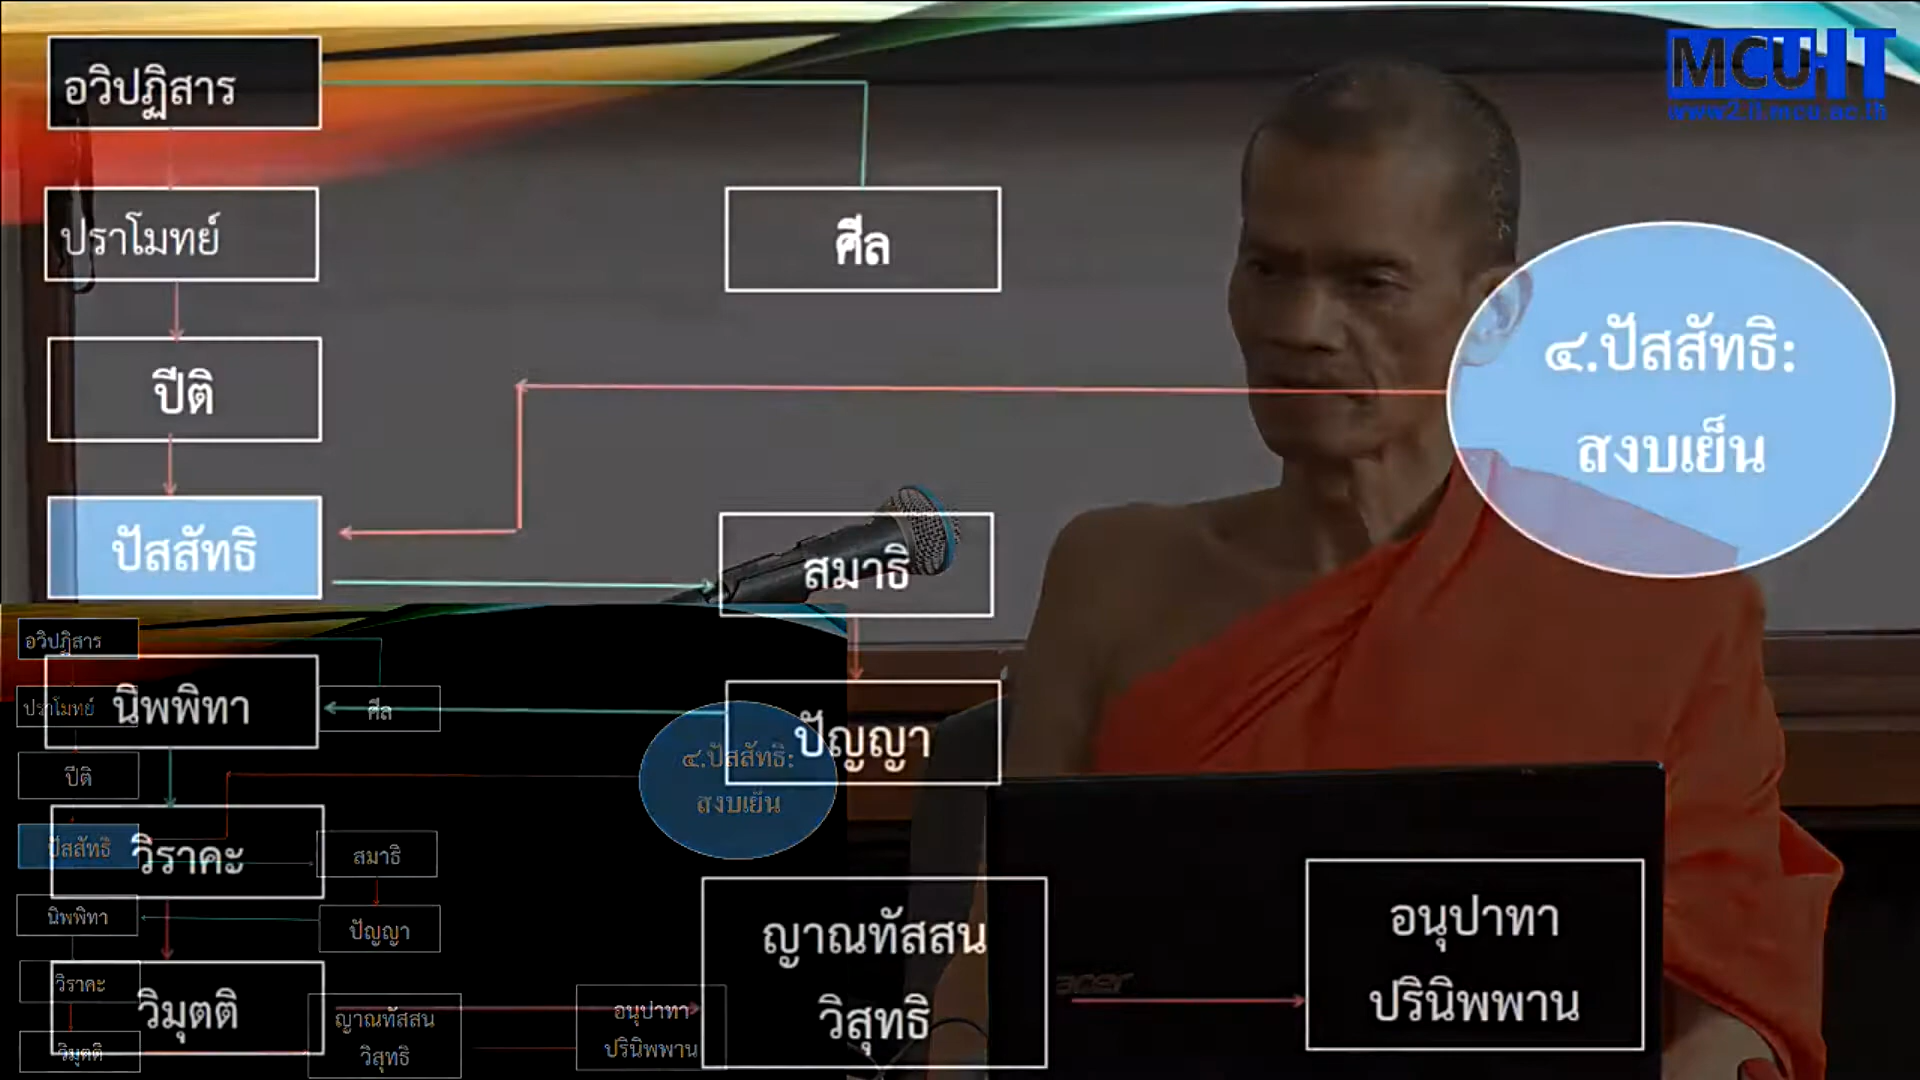 อวิปฏิสาร
MCU-IT
www2.it.mcu.ac.th
ปราโมทย์
ศีล
ปีติ
๔.ปัสสัทธิ:
สงบเย็น
ปัสสัทธิ
สมาธิ
นิพพิทา
ปัญญา
วิราคะ
วิมุตติ
ญาณทัสสน
วิสุทธิ
อนุปาทา
ปรินิพพาน
acer
อวิปฏิสาร
ปราโมทย์
ศีล
ปีติ
๔.ปัสสัทธิ:
สงบเย็น
ปัสสัทธิ
สมาธิ
นิพพิทา
ปัญญา
วิราคะ
วิมุตติ
ญาณทัสสน
วิสุทธิ
อนุปาทา
ปรินิพพาน